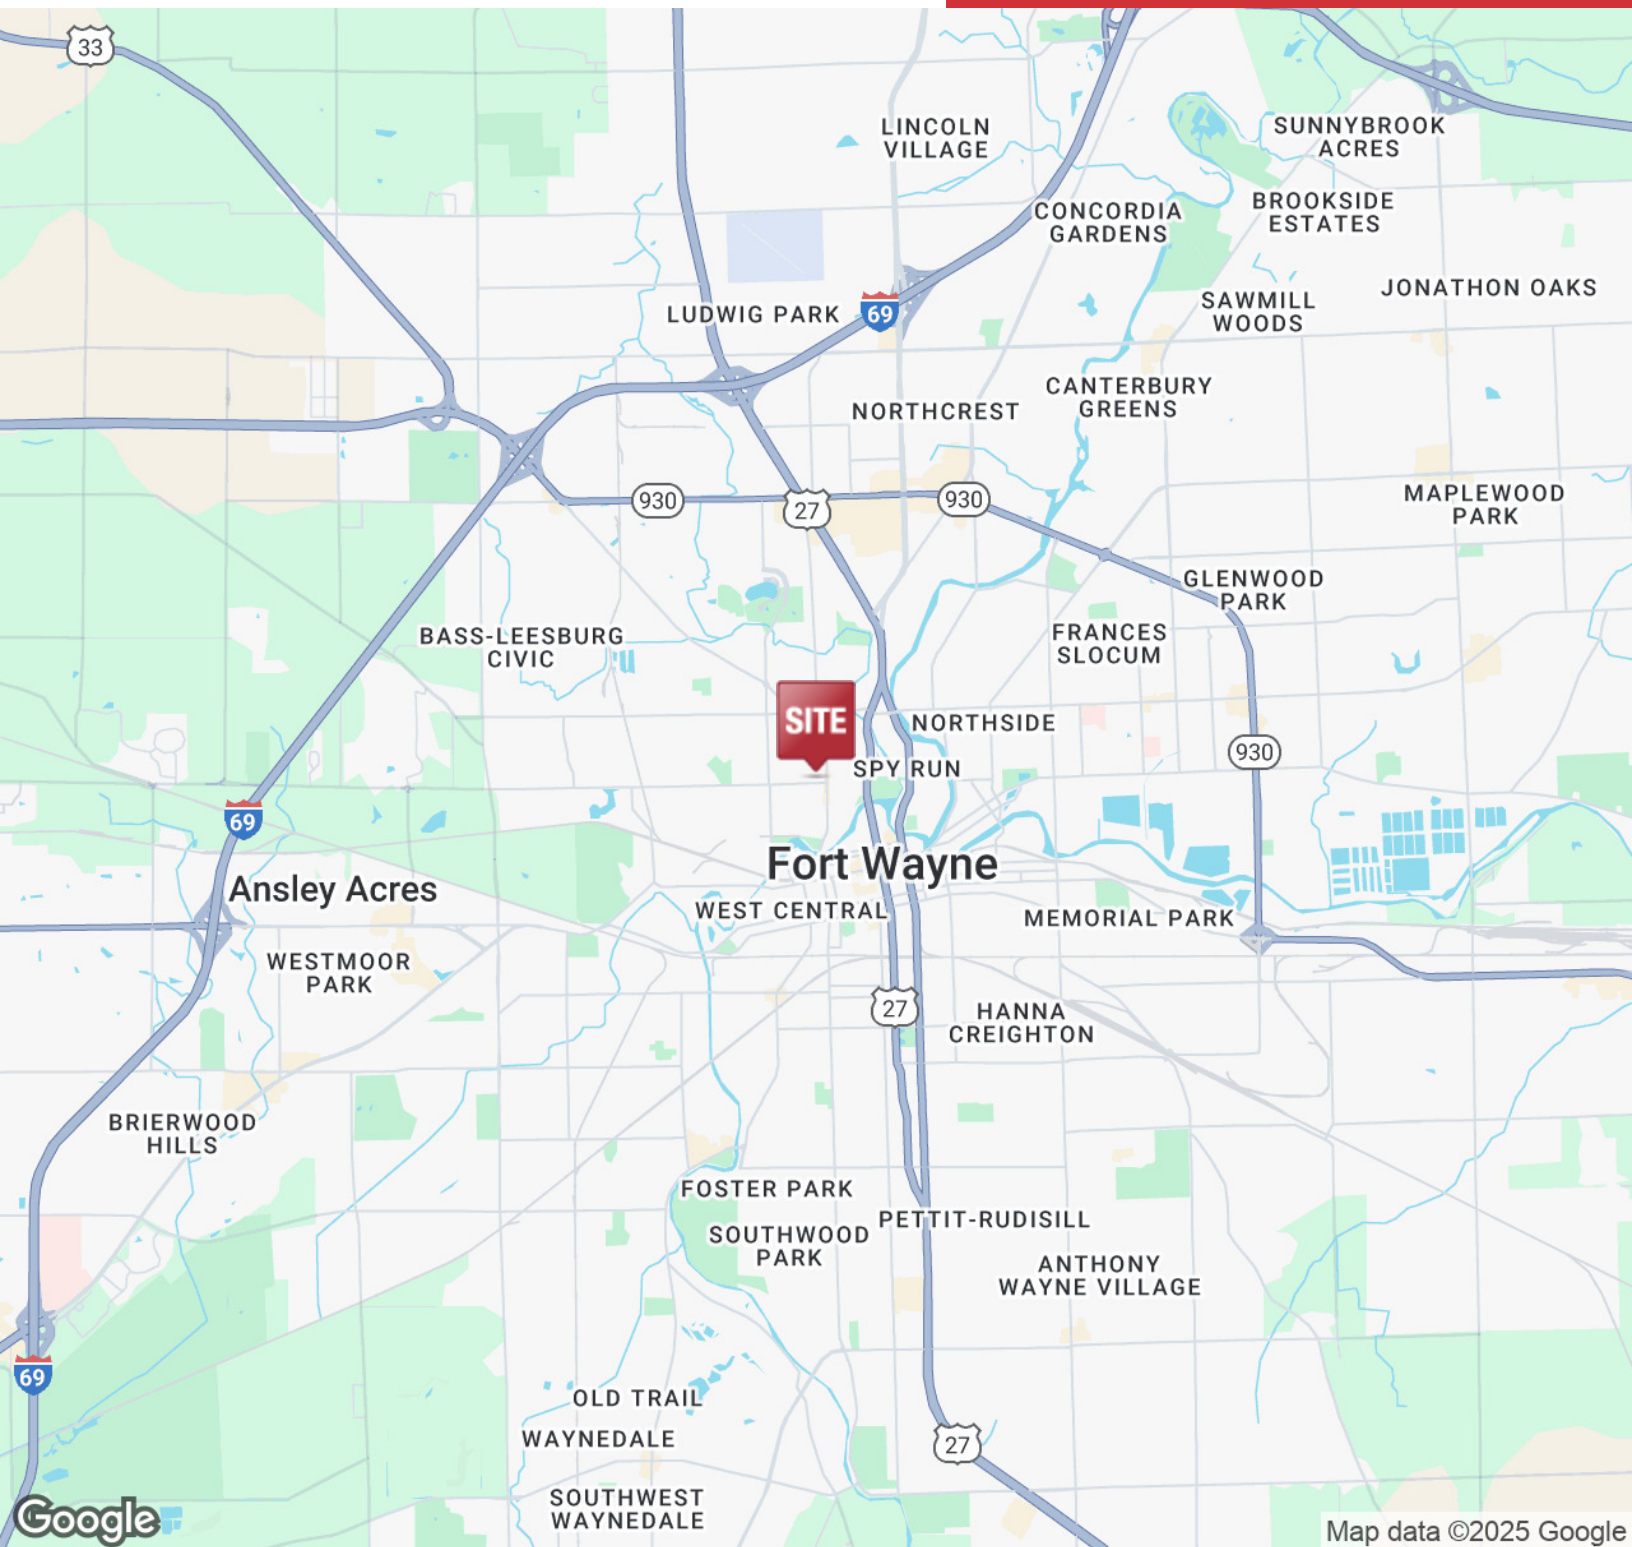 33
LINCOLN
VILLAGE
SUNNYBROOK
ACRES
CONCORDIA
GARDENS
BROOKSIDE
ESTATES
LUDWIG PARK
69
SAWMILL
WOODS
JONATHON OAKS
NORTHCREST
CANTERBURY
GREENS
930
27
930
MAPLEWOOD
PARK
GLENWOOD
PARK
BASS-LEESBURG
CIVIC
FRANCES
SLOCUM
SITE
NORTHSIDE
SPY RUN
930
69
Fort Wayne
Ansley Acres
WEST CENTRAL
MEMORIAL PARK
WESTMOOR
PARK
27
HANNA
CREIGHTON
BRIERWOOD
HILLS
FOSTER PARK
PETTIT-RUDISILL
SOUTHWOOD
PARK
ANTHONY
WAYNE VILLAGE
69
OLD TRAIL
WAYNEDALE
27
SOUTHWEST
WAYNEDALE
Google
Map data ©2025 Google